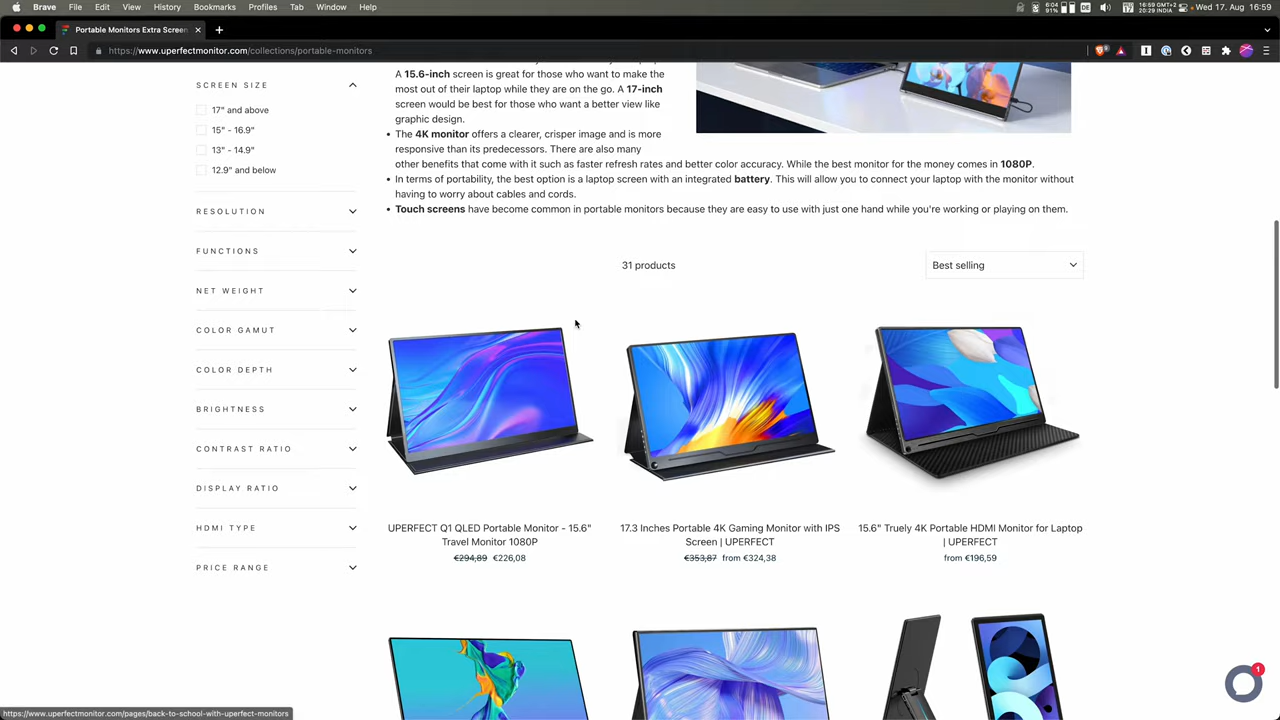 Brave File Edit View History Bookmarks Profiles Tab Window Help
16:59 GMT+2
20:29 INDIA
Wed 17. Aug 16:59
Portable Monitors Extra Screen
https://www.uperfectmonitor.com/collections/portable-monitors
SCREEN SIZE
17" and above
15" - 16.9"
13" - 14.9"
12.9" and below
RESOLUTION
FUNCTIONS
NET WEIGHT
COLOR GAMUT
COLOR DEPTH
BRIGHTNESS
CONTRAST RATIO
DISPLAY RATIO
HDMI TYPE
PRICE RANGE
A 15.6-inch screen is great for those who want to make the
most out of their laptop while they are on the go. A 17-inch
screen would be best for those who want a better view like
graphic design.
• The 4K monitor offers a clearer, crisper image and is more
responsive than its predecessors. There are also many
other benefits that come with it such as faster refresh rates and better color accuracy. While the best monitor for the money comes in 1080P.
• In terms of portability, the best option is a laptop screen with an integrated battery. This will allow you to connect your laptop with the monitor without
having to worry about cables and cords.
• Touch screens have become common in portable monitors because they are easy to use with just one hand while you're working or playing on them.
31 products
Best selling
UPERFECT Q1 QLED Portable Monitor - 15.6"
Travel Monitor 1080P
€294,89 €226,08
17.3 Inches Portable 4K Gaming Monitor with IPS
Screen | UPERFECT
€353,87 from €324,38
15.6" Truely 4K Portable HDMI Monitor for Laptop
| UPERFECT
from €196,59
1
https://www.uperfectmonitor.com/pages/back-to-school-with-uperfect-monitors